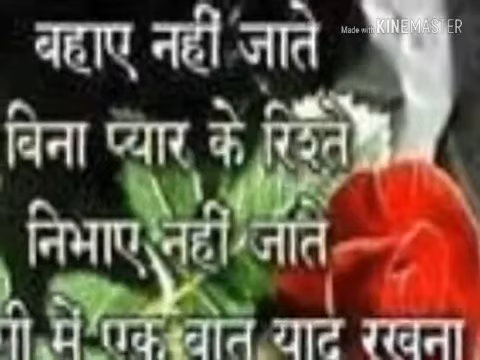 Made with KINEMASTER
बहाए नहीं जाते
बिना प्यार के रिश्ते
निभाए नहीं जाते
में एक बात याद रखना